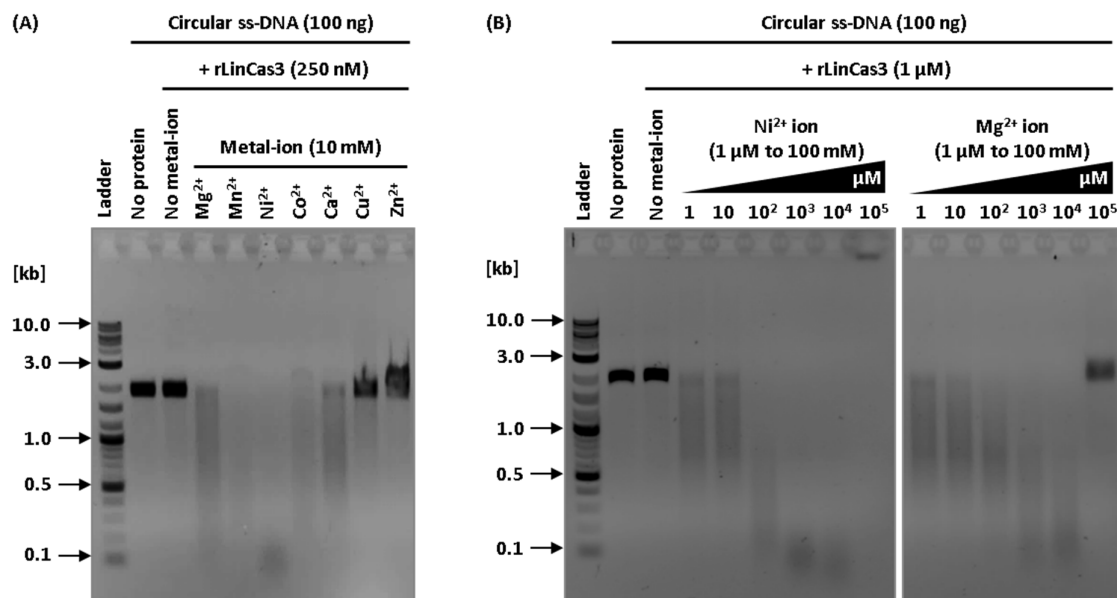 (A)
Circular ss-DNA (100 ng)
+ rLinCas3 (250 nM)
Metal-ion (10 mM)
Ladder
No protein
No metal-ion
Mg²⁺
Mn²⁺
Ni²⁺
Co²⁺
Ca²⁺
Cu²⁺
Zn²⁺
[kb]
10.0
3.0
1.0
0.5
0.1
(B)
Circular ss-DNA (100 ng)
+ rLinCas3 (1 µM)
Ni²⁺ ion
(1 µM to 100 mM)
Mg²⁺ ion
(1 µM to 100 mM)
µM
µM
Ladder
No protein
No metal-ion
1 10 10² 10³ 10⁴ 10⁵
1 10 10² 10³ 10⁴ 10⁵
[kb]
10.0
3.0
1.0
0.5
0.1